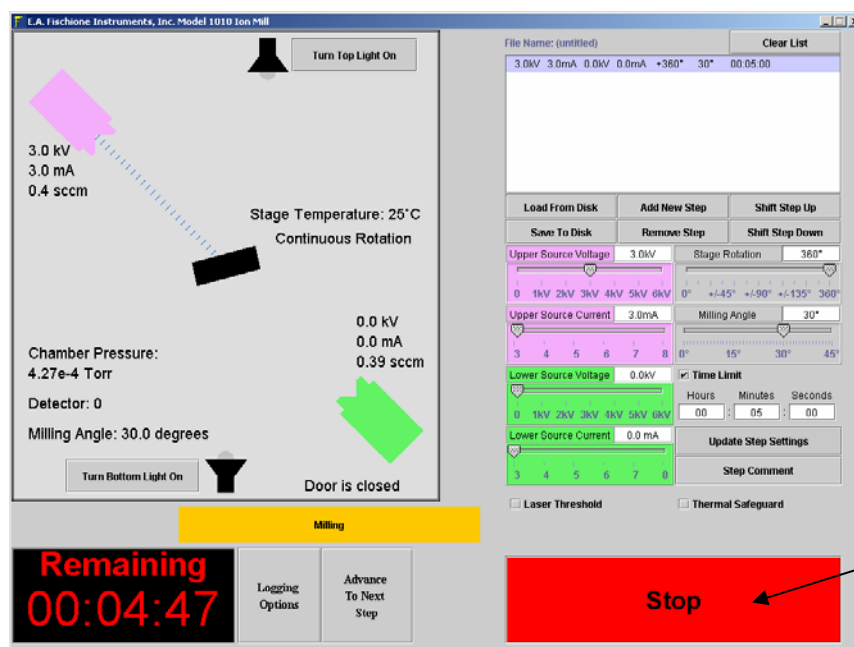 E.A. Fischione Instruments, Inc. Model 1010 Ion Mill
Turn Top Light On
3.0 kV
3.0 mA
0.4 sccm
Stage Temperature: 25°C
Continuous Rotation
0.0 kV
0.0 mA
0.39 sccm
Chamber Pressure:
4.27e-4 Torr
Detector: 0
Milling Angle: 30.0 degrees
Turn Bottom Light On
Door is closed
Milling
Remaining
00:04:47
Logging
Options
Advance
To Next
Step
File Name: (untitled)
Clear List
3.0kV 3.0mA 0.0kV 0.0mA +360° 30° 00:05:00
Load From Disk
Add New Step
Shift Step Up
Save To Disk
Remove Step
Shift Step Down
Upper Source Voltage 3.0kV
0 1kV 2kV 3kV 4kV 5kV 6kV
Stage Rotation 360°
0° +/-45° +/-90° +/-135° 360°
Upper Source Current 3.0mA
3 4 5 6 7 8
Milling Angle 30°
0° 15° 30° 45°
Lower Source Voltage 0.0kV
0 1kV 2kV 3kV 4kV 5kV 6kV
Time Limit
Hours Minutes Seconds
00 : 05 : 00
Lower Source Current 0.0 mA
3 4 5 6 7 8
Update Step Settings
Step Comment
Laser Threshold
Thermal Safeguard
Stop